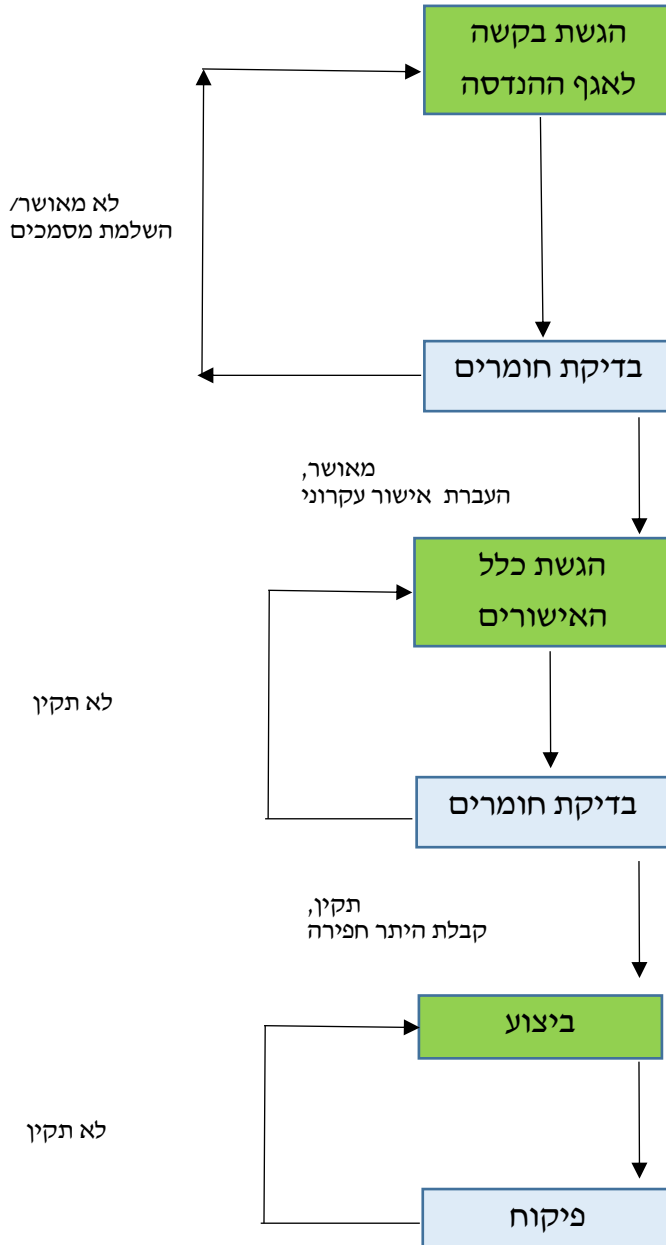 הגשת בקשה
לאגף ההנדסה
לא מאושר/
השלמת מסמכים
בדיקת חומרים
מאושר,
העברת אישור עקרוני
הגשת כלל
האישורים
לא תקין
בדיקת חומרים
תקין,
קבלת היתר חפירה
ביצוע
לא תקין
פיקוח